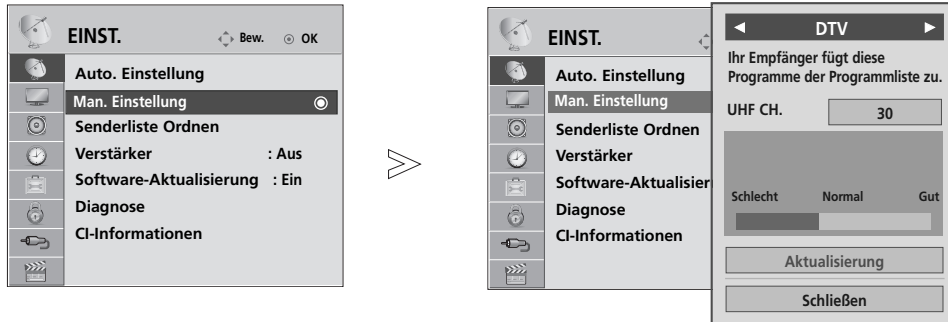 EINST.
Bew.
OK
Auto. Einstellung
Man. Einstellung
Senderliste Ordnen
Verstärker : Aus
Software-Aktualisierung : Ein
Diagnose
CI-Informationen
EINST.
Auto. Einstellung
Man. Einstellung
Senderliste Ordnen
Verstärker
Software-Aktualisier
Diagnose
CI-Informationen
DTV
Ihr Empfänger fügt diese
Programme der Programmliste zu.
UHF CH. 30
Schlecht Normal Gut
Aktualisierung
Schließen